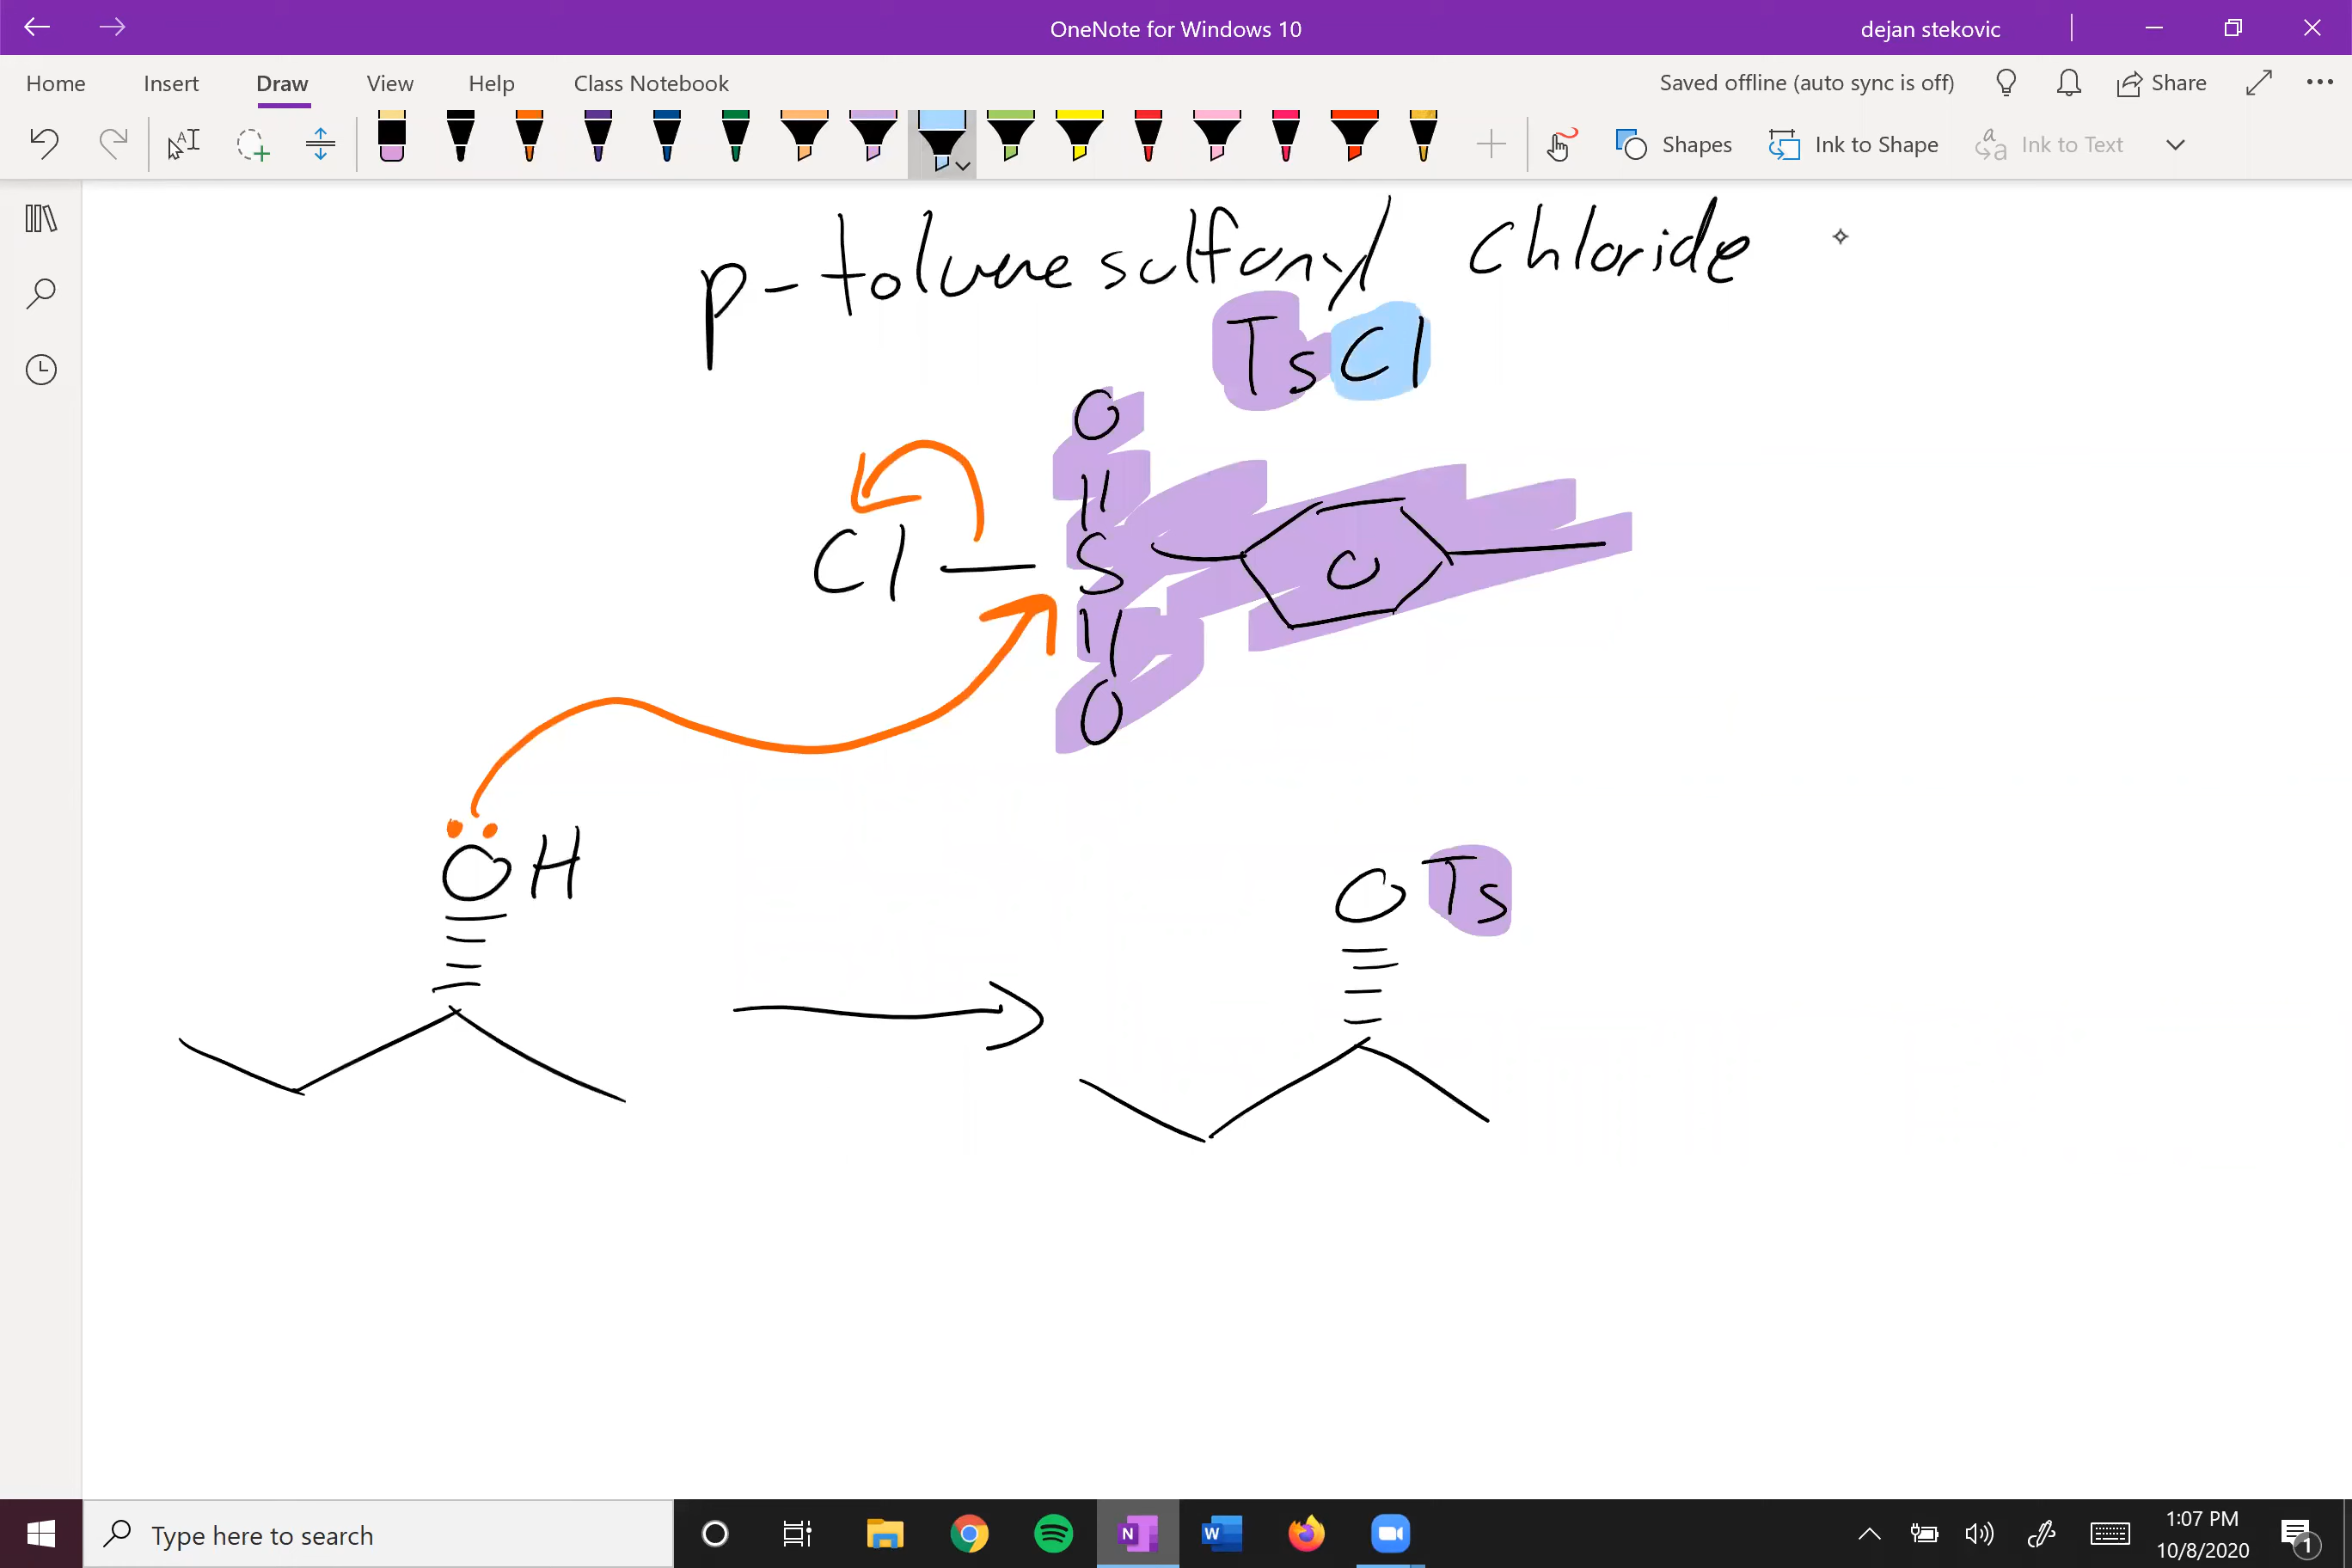 OneNote for Windows 10
dejan stekovic
Home Insert Draw View Help Class Notebook
Saved offline (auto sync is off) Share
Shapes Ink to Shape Ink to Text
p-toluenesulfonyl chloride
TsCl
O
Cl — S
O
OH
OTs
Type here to search
1:07 PM
10/8/2020
1